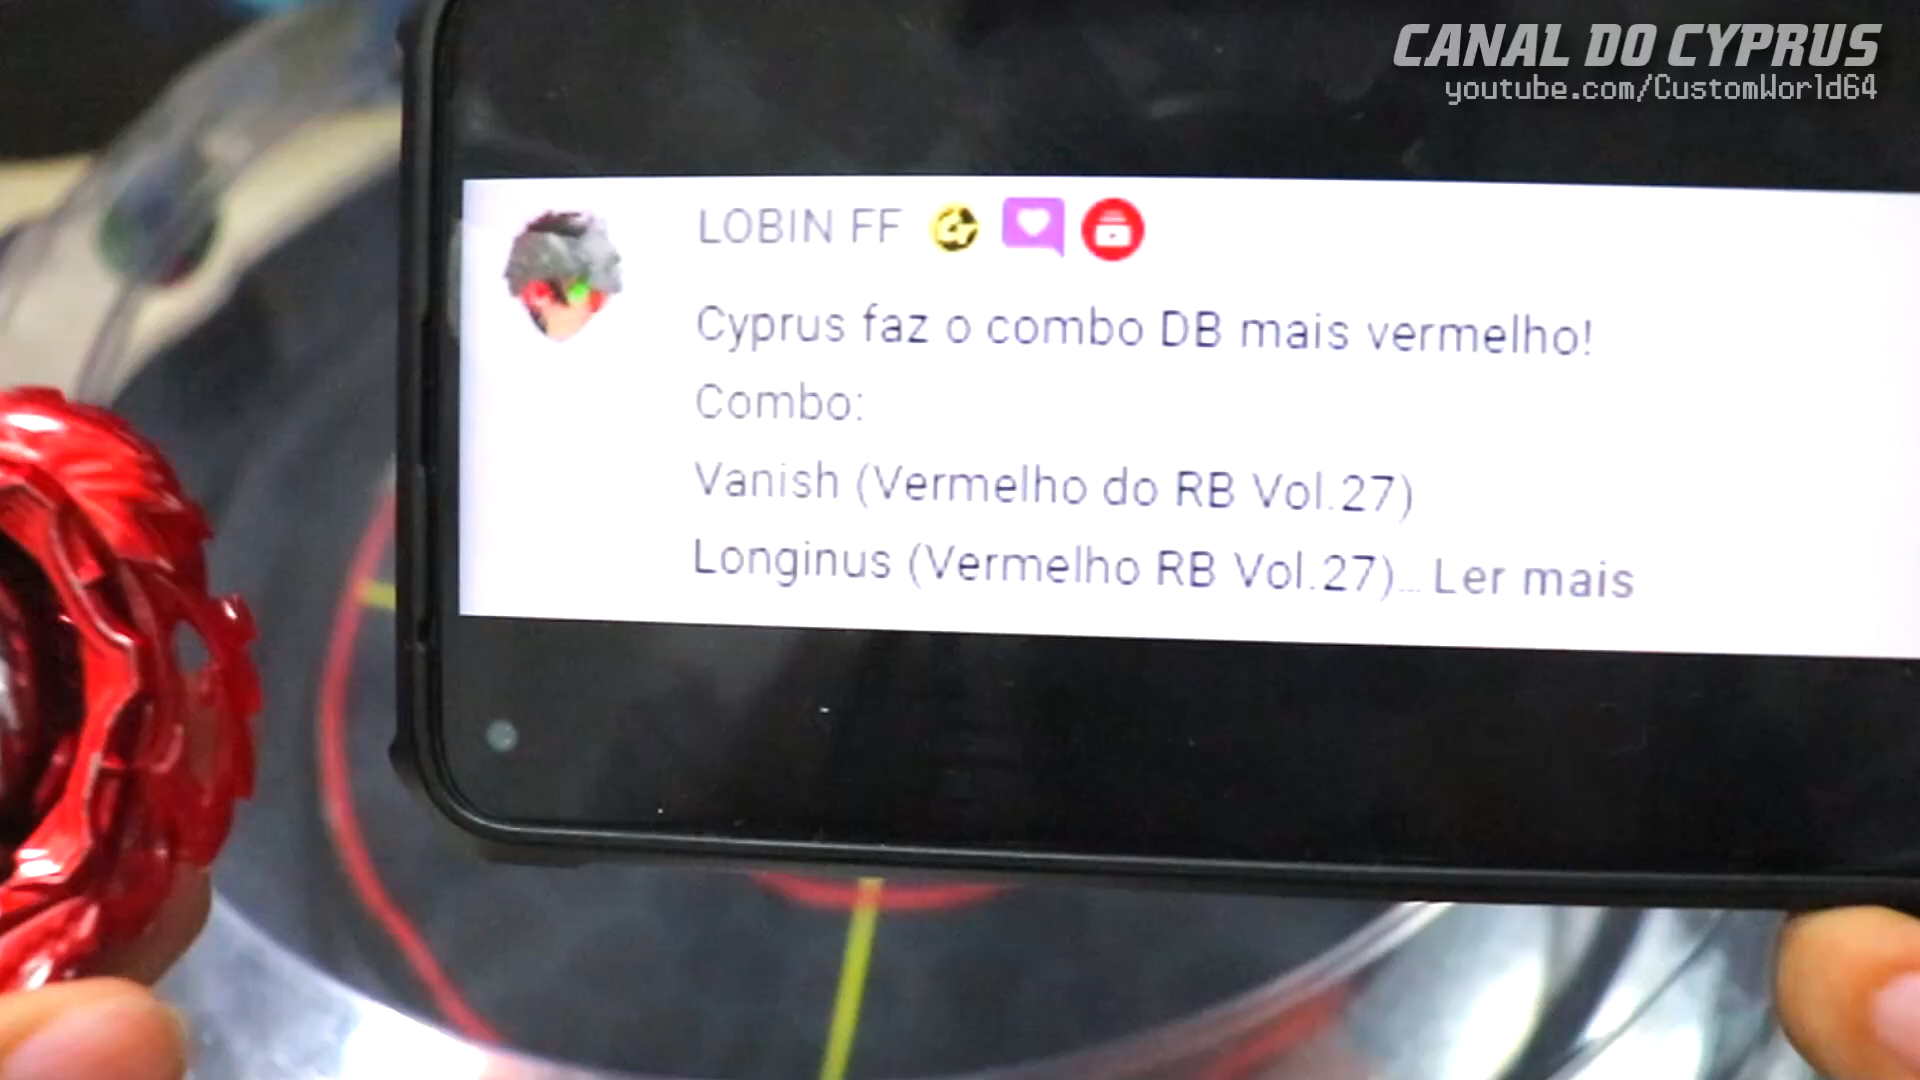 CANAL DO CYPRUS
youtube.com/CustomWorld64
LOBIN FF
Cyprus faz o combo DB mais vermelho!
Combo:
Vanish (Vermelho do RB Vol.27)
Longinus (Vermelho RB Vol.27)... Ler mais